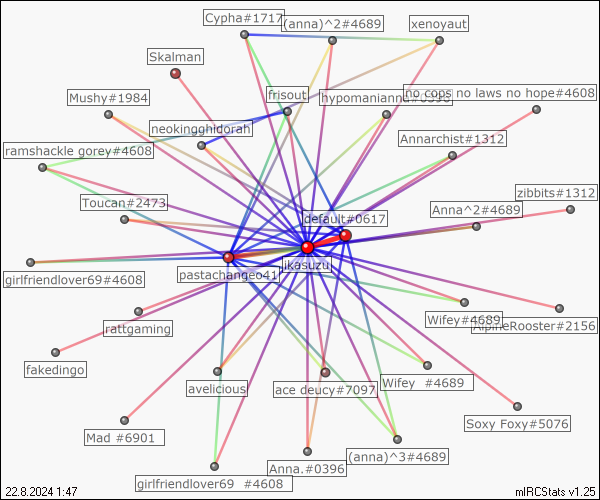 Cypha#1717
(anna)^2#4689
xenoyaut
Skalman
Mushy#1984
frisout
no cops no laws no hope#4608
neokingghidorah
Annarchist#1312
ramshackle gorey#4608
Toucan#2473
default#0617
Anna^2#4689
zibbits#1312
pastachangeo41
ikasuzu
girlfriendlover69#4608
rattgaming
Wifey#4689
AlpineRooster#2156
fakedingo
avelicious
ace deucy#7097
Wifey #4689
Soxy Foxy#5076
Mad #6901
Anna.#0396
(anna)^3#4689
girlfriendlover69 #4608
22.8.2024 1:47
mIRCStats v1.25